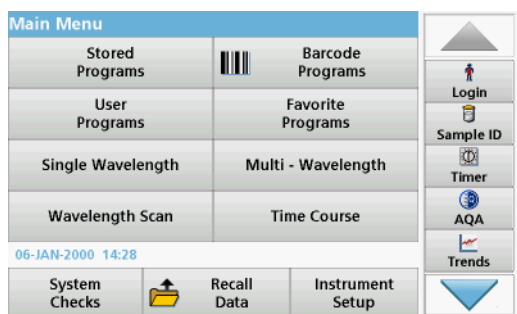 Main Menu
Stored
Programs
Barcode
Programs
User
Programs
Favorite
Programs
Single Wavelength
Multi - Wavelength
Wavelength Scan
Time Course
06-JAN-2000 14:28
System
Checks
Recall
Data
Instrument
Setup
Login
Sample ID
Timer
AQA
Trends